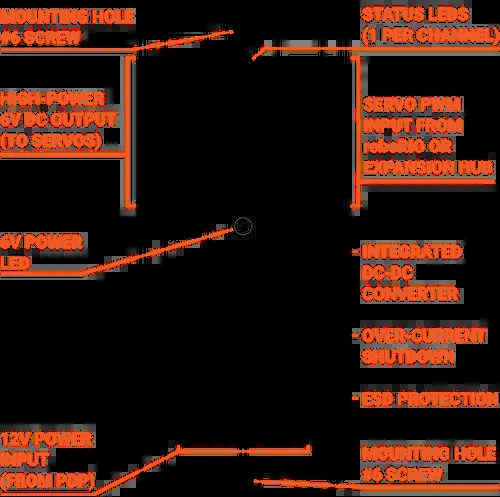 MOUNTING HOLE
#6 SCREW
STATUS LEDS
(1 PER CHANNEL)
HIGH-POWER
6V DC OUTPUT
(TO SERVOS)
SERVO PWM
INPUT FROM
roboRIO OR
EXPANSION HUB
6V POWER
LED
- INTEGRATED
DC-DC
CONVERTER
- OVER-CURRENT
SHUTDOWN
- ESD PROTECTION
12V POWER
INPUT
(FROM PDP)
MOUNTING HOLE
#6 SCREW